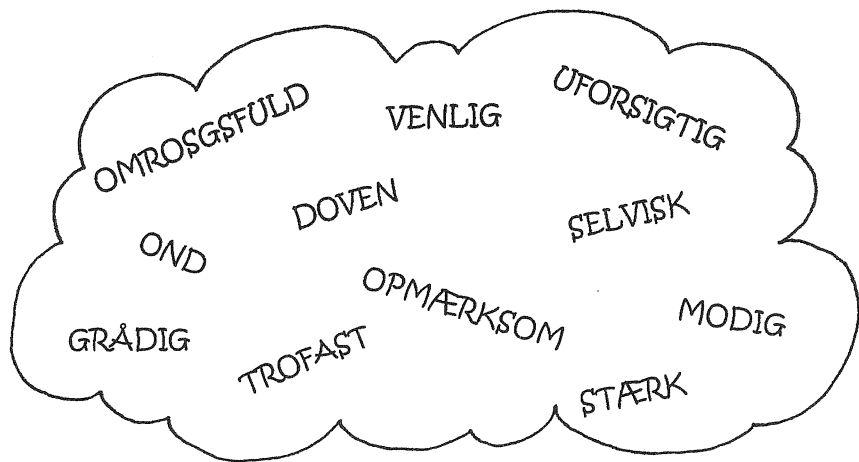 OMROSGSFULD
VENLIG
UFORSIGTIG
DOVEN
SELVISK
OND
OPMÆRKSOM
MODIG
GRÅDIG
TROFAST
STÆRK